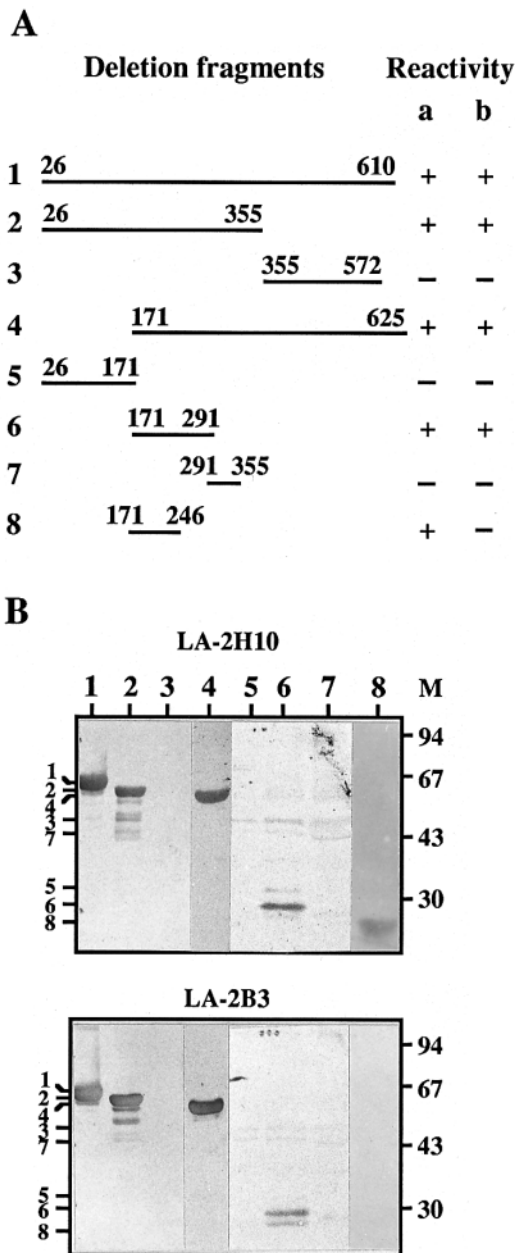 A
Deletion fragments Reactivity
a b
1 26 610 + +
2 26 355 + +
3 355 572 – –
4 171 625 + +
5 26 171 – –
6 171 291 + +
7 291 355 – –
8 171 246 + –
B
LA-2H10
1 2 3 4 5 6 7 8 M
94
1 67
2
4
3
7 43
5 30
6
8
LA-2B3
94
1 67
2
4
3
7 43
5
6 30
8